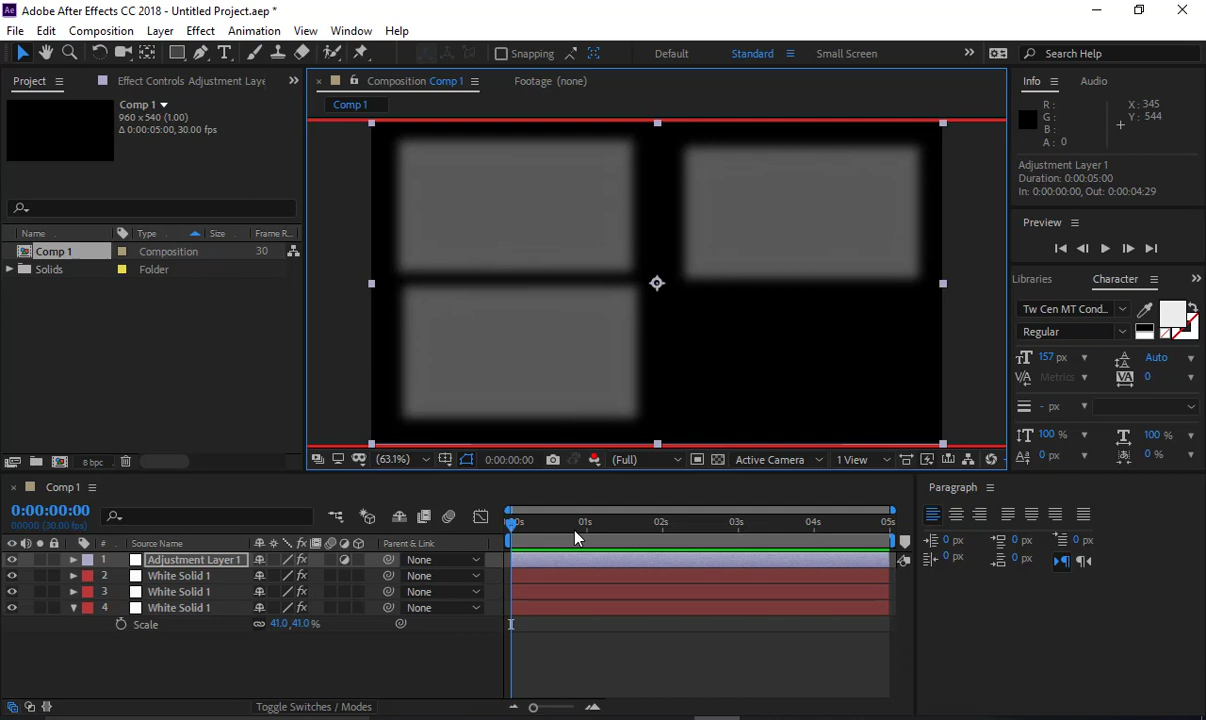 Adobe After Effects CC 2018 - Untitled Project.aep *
File Edit Composition Layer Effect Animation View Window Help
Snapping Default Standard Small Screen Search Help
Project Effect Controls Adjustment Laye Composition Comp 1 Footage (none) Info Audio
Comp 1
Comp 1
960 x 540 (1.00)
Δ 0:00:05:00, 30.00 fps
R :
G :
B :
A : 0
X : 345
Y : 544
Adjustment Layer 1
Duration: 0:00:05:00
In: 0:00:00:00, Out: 0:00:04:29
Preview
Name Type Size Frame R...
Comp 1 Composition 30
Solids Folder
Libraries Character
Tw Cen MT Cond...
Regular
157 px Auto
Metrics 0
- px
100 % 100 %
0 px 0 %
8 bpc
(63.1%) 0:00:00:00 (Full) Active Camera 1 View
Comp 1
0:00:00:00
00000 (30.00 fps)
01s 02s 03s 04s 05s
# Source Name Parent & Link
1 Adjustment Layer 1 None
2 White Solid 1 None
3 White Solid 1 None
4 White Solid 1 None
Scale 41.0,41.0 %
Toggle Switches / Modes
Paragraph
0 px 0 px 0 px
0 px 0 px